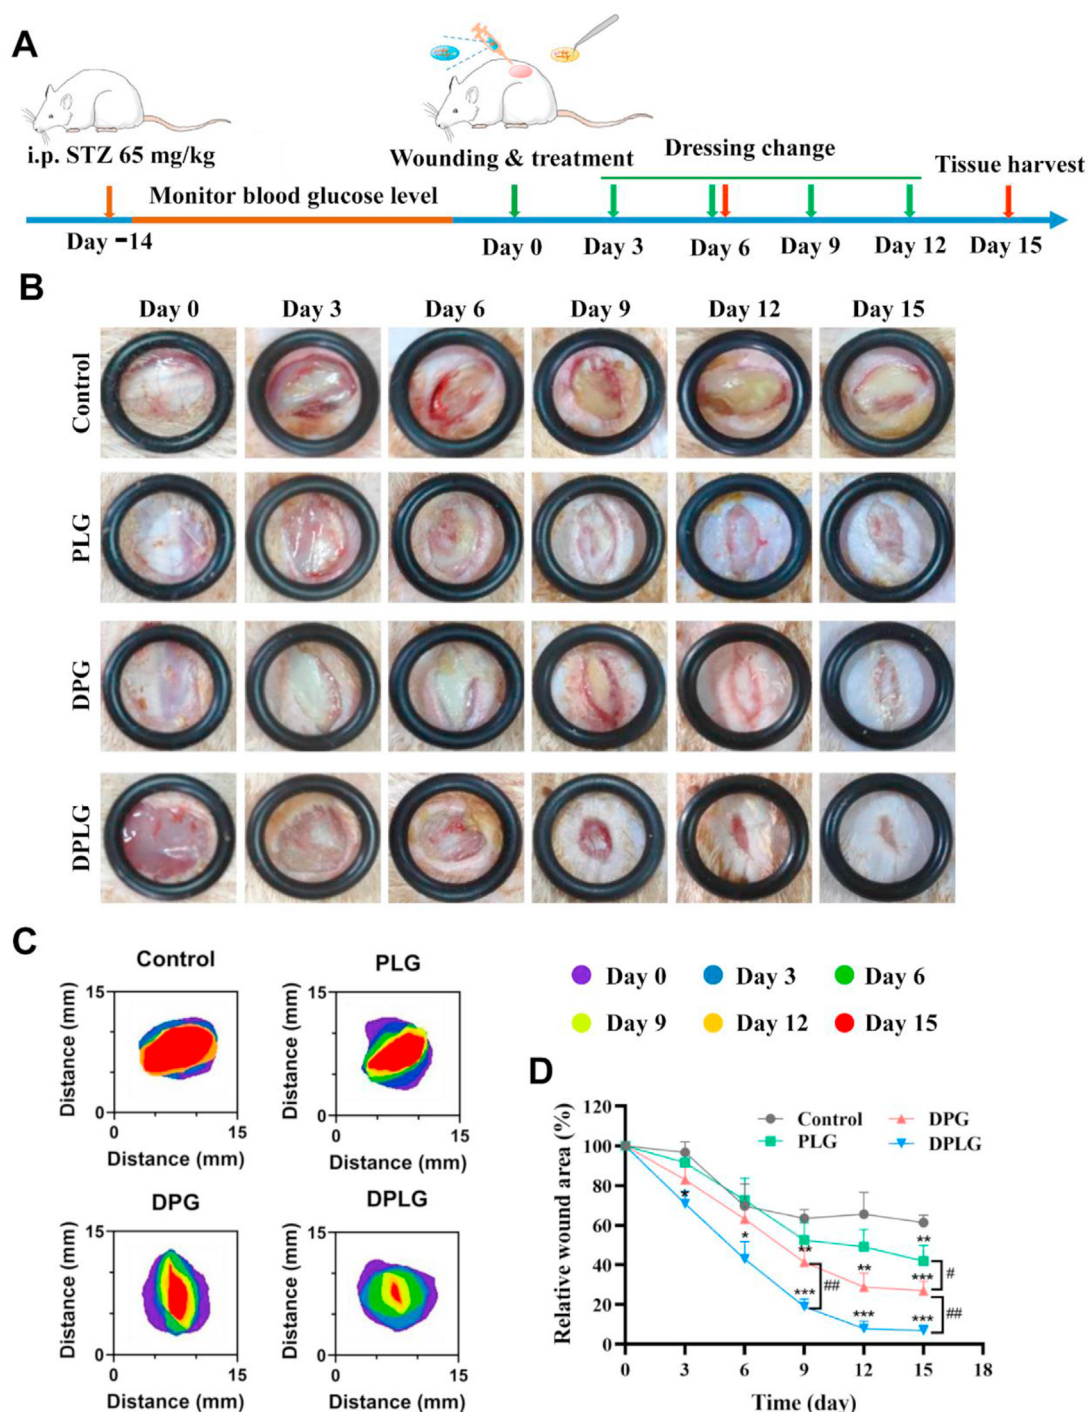 A
i.p. STZ 65 mg/kg
Wounding & treatment
Dressing change
Tissue harvest
Monitor blood glucose level
Day -14
Day 0
Day 3
Day 6
Day 9
Day 12
Day 15
B
Day 0 Day 3 Day 6 Day 9 Day 12 Day 15
Control
PLG
DPG
DPLG
C
Control
15
Distance (mm)
0
0 15
Distance (mm)
PLG
15
Distance (mm)
0
0 15
Distance (mm)
DPG
15
Distance (mm)
0
0 15
Distance (mm)
DPLG
15
Distance (mm)
0
0 15
Distance (mm)
Day 0 Day 3 Day 6
Day 9 Day 12 Day 15
D
Relative wound area (%)
120
100
80
60
40
20
0
Control DPG
PLG DPLG
*
*
**
***
##
**
***
**
***
***
#
##
0 3 6 9 12 15 18
Time (day)